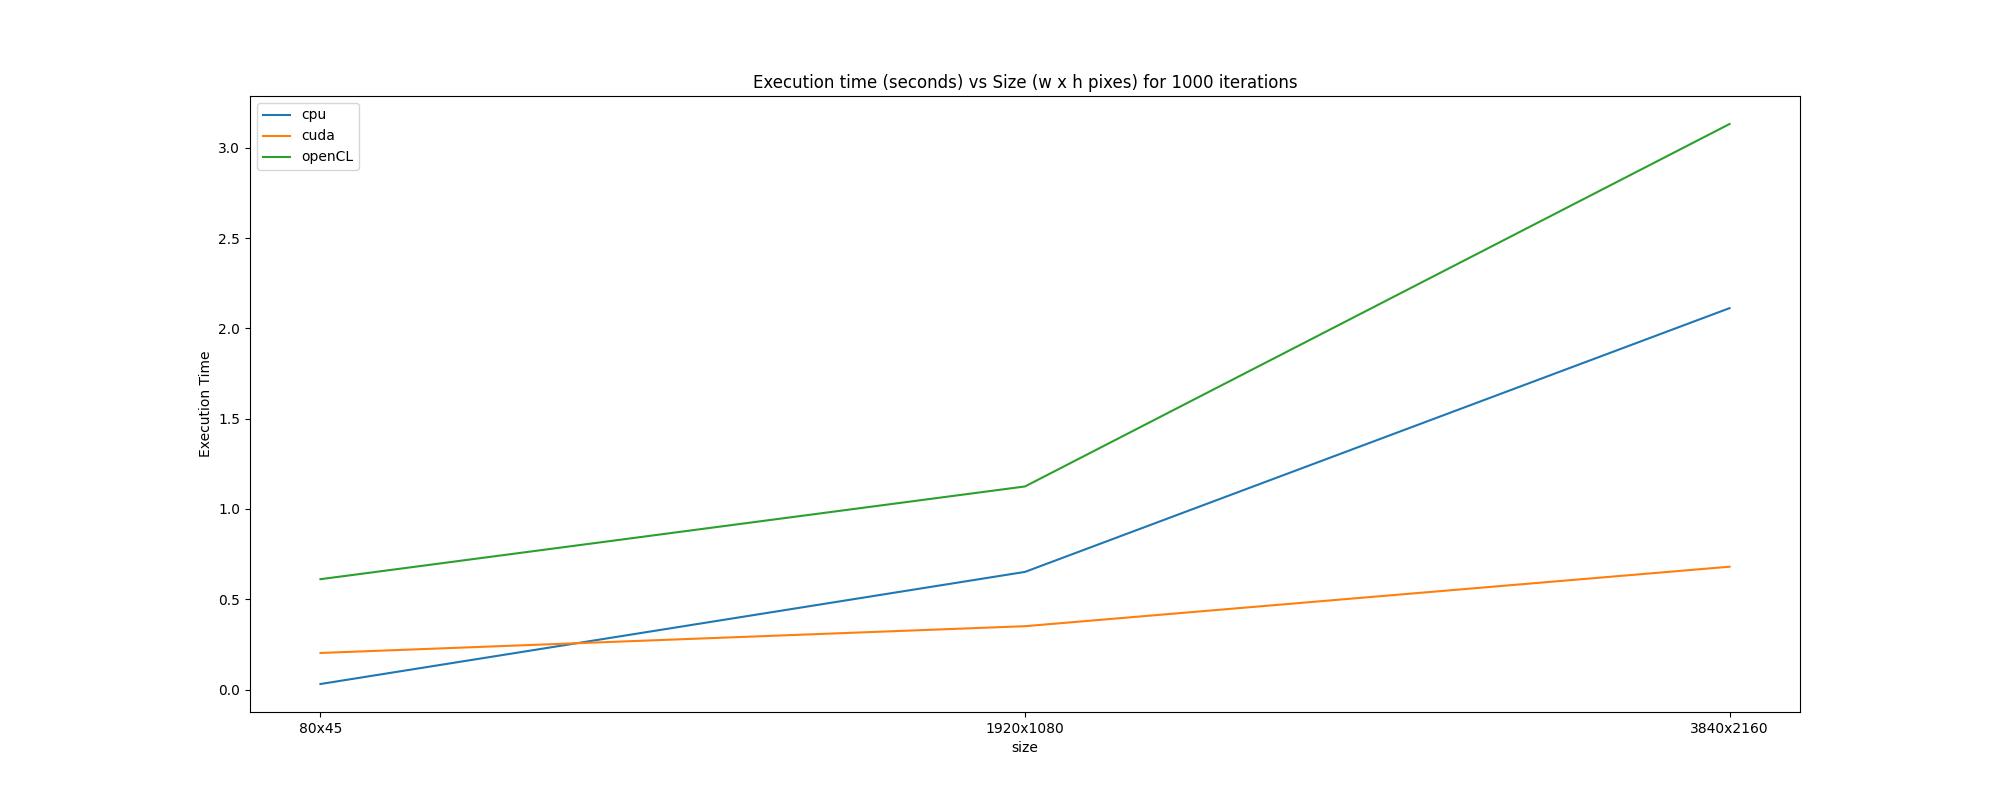 Execution time (seconds) vs Size (w x h pixes) for 1000 iterations
cpu
cuda
openCL
3.0
2.5
2.0
1.5
1.0
0.5
0.0
Execution Time
80x45
1920x1080
3840x2160
size